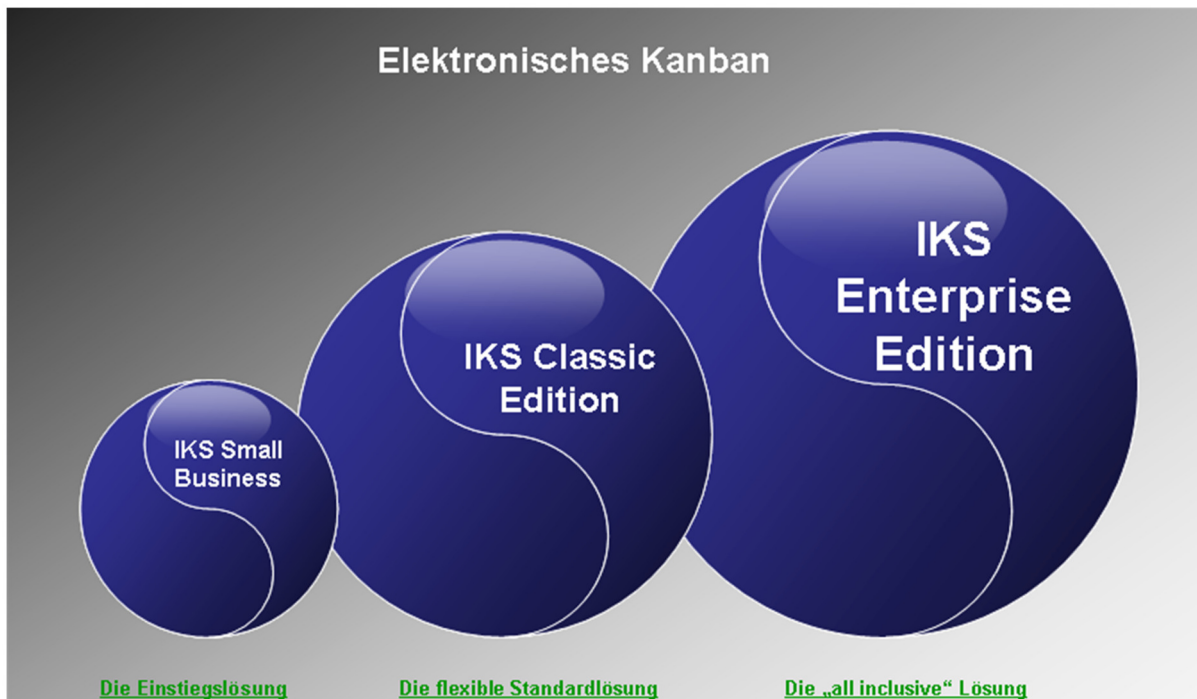 Elektronisches Kanban
IKS Small
Business
IKS Classic
Edition
IKS
Enterprise
Edition
Die Einstiegslösung
Die flexible Standardlösung
Die „all inclusive“ Lösung